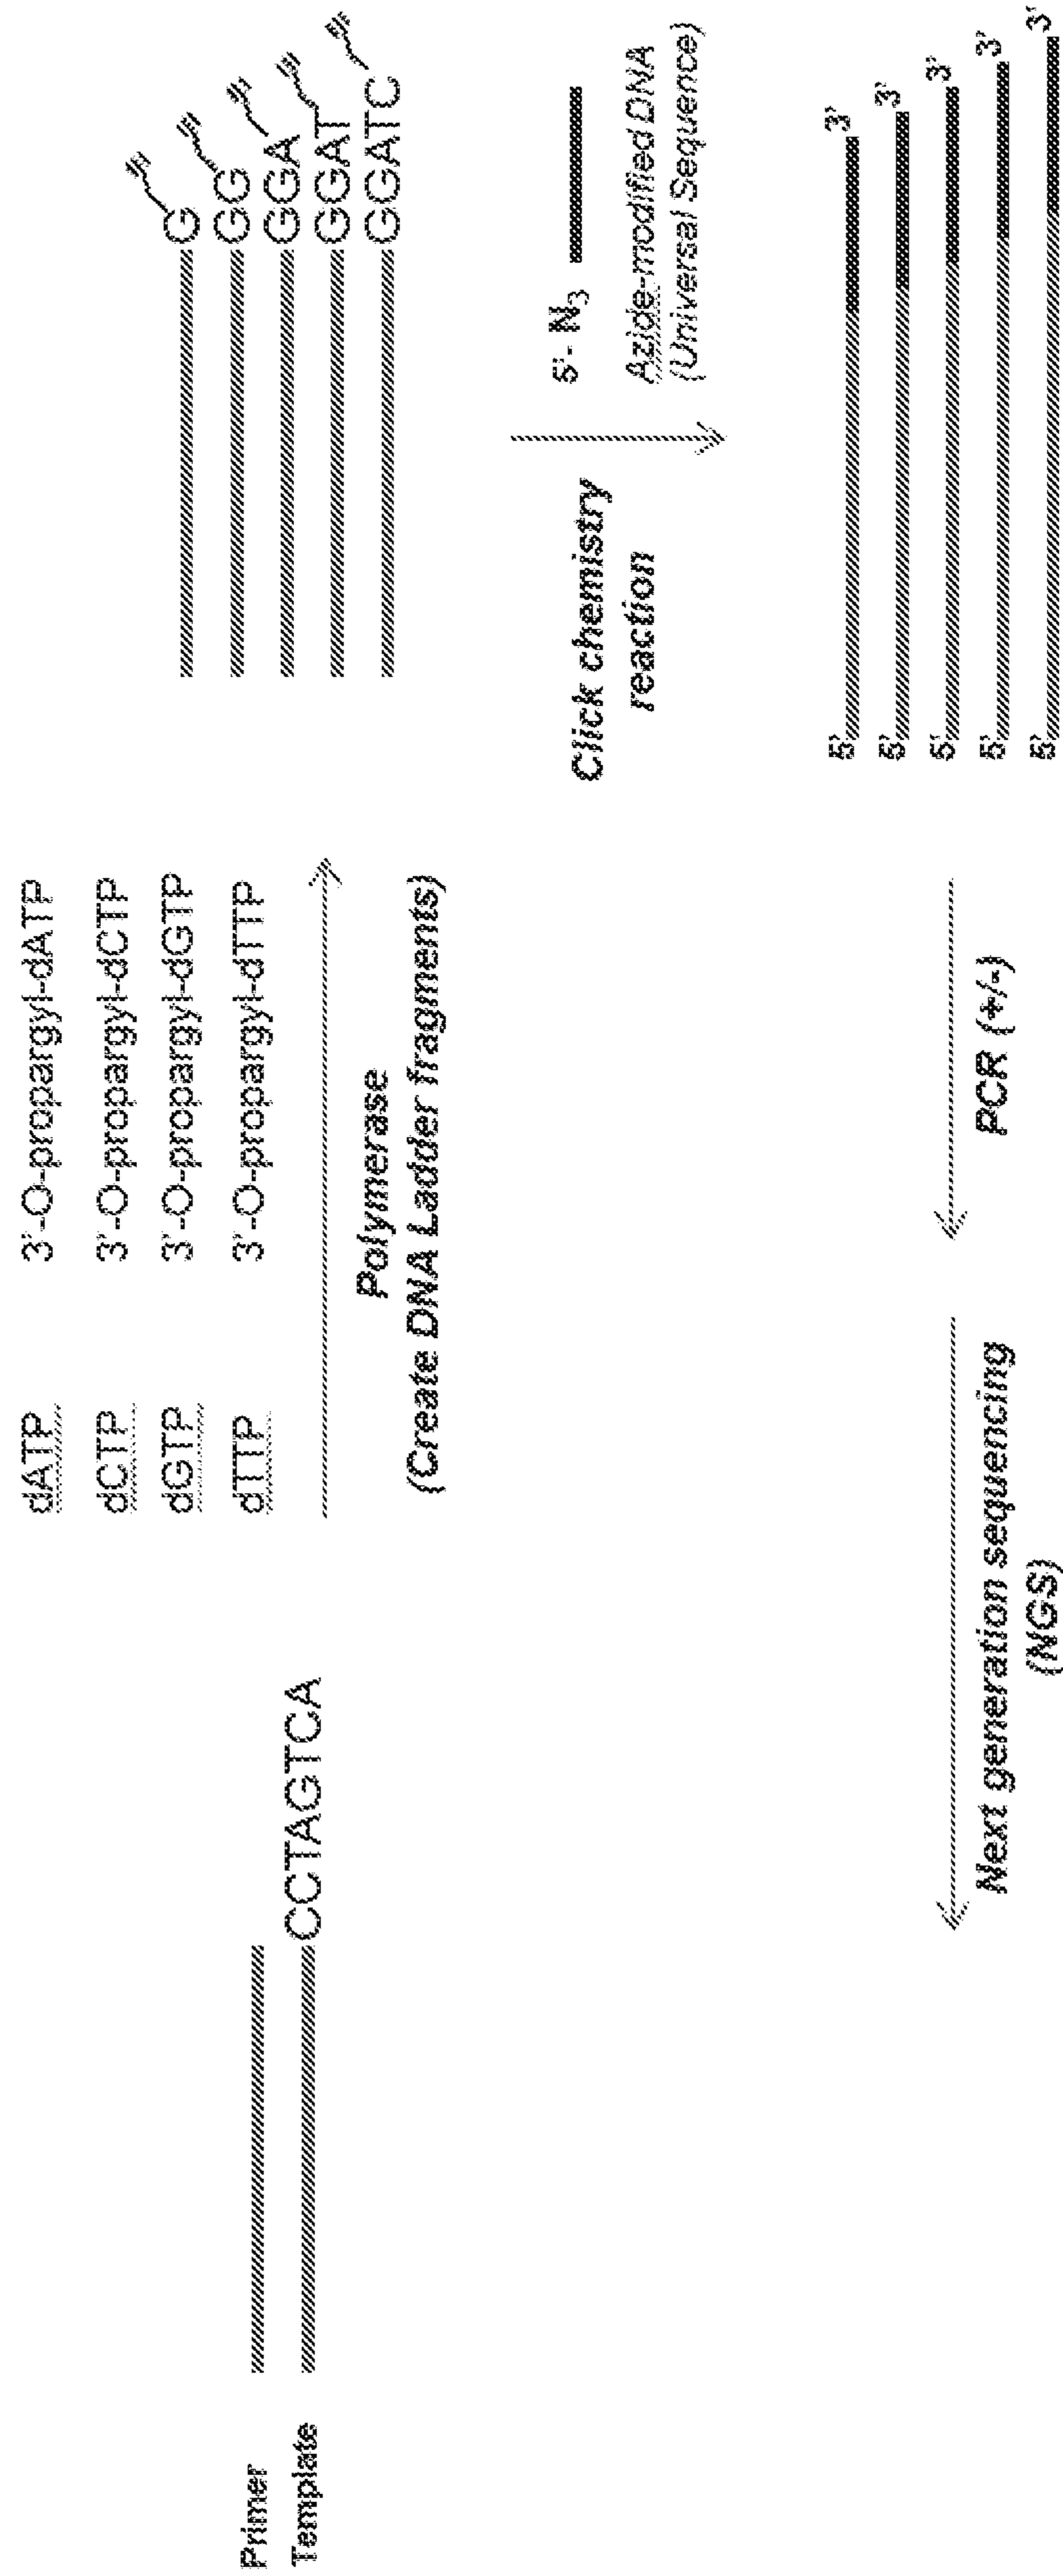 Primer
Template
CCTAGTCA
dATP 3'-O-propargyl-dATP
dCTP 3'-O-propargyl-dCTP
dGTP 3'-O-propargyl-dGTP
dTTP 3'-O-propargyl-dTTP
Polymerase
(Create DNA Ladder fragments)
G
GG
GGA
GGAT
GGATC
Click chemistry
reaction
5'- N3
Azide-modified DNA
(Universal Sequence)
5' 3'
5' 3'
5' 3'
5' 3'
5' 3'
PCR (+/-)
Next generation sequencing
(NGS)